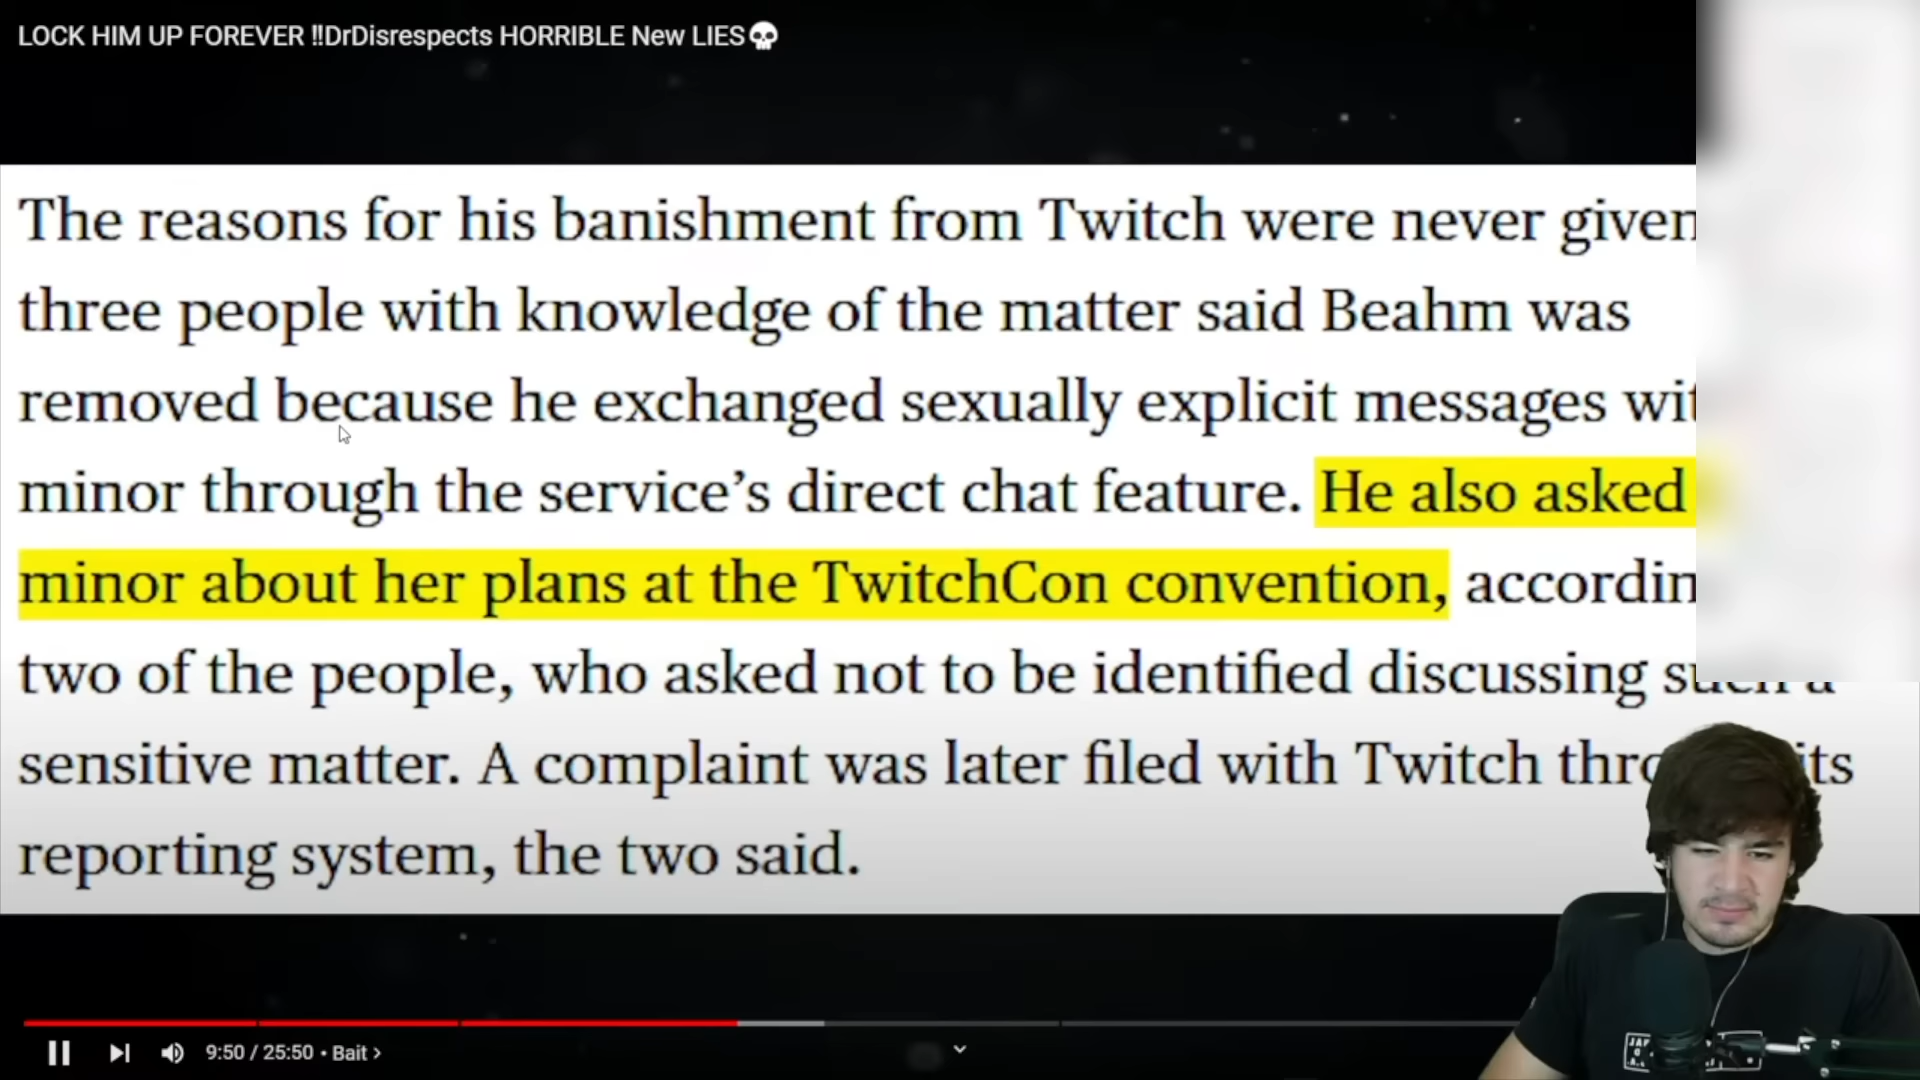 LOCK HIM UP FOREVER ‼DrDisrespects HORRIBLE New LIES💀
The reasons for his banishment from Twitch were never given
three people with knowledge of the matter said Beahm was
removed because he exchanged sexually explicit messages wit
minor through the service's direct chat feature. He also asked
minor about her plans at the TwitchCon convention, accordin
two of the people, who asked not to be identified discussing such a
sensitive matter. A complaint was later filed with Twitch thro its
reporting system, the two said.
9:50 / 25:50 • Bait >